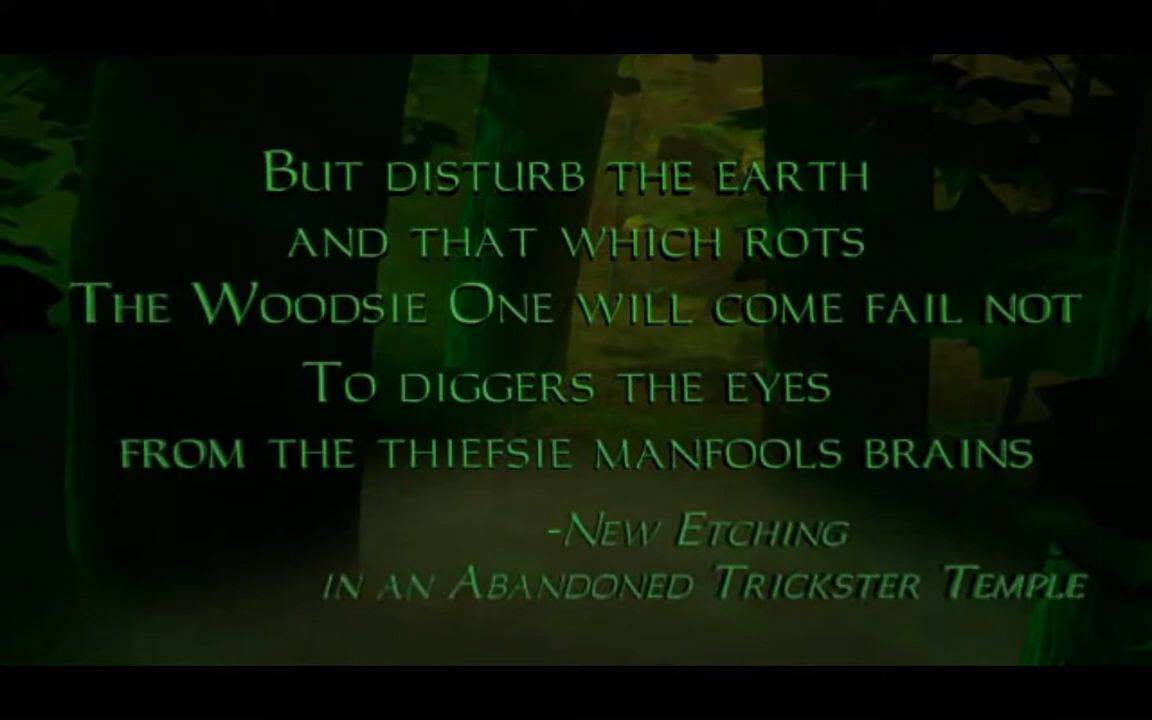 But disturb the earth
and that which rots
The Woodsie One will come fail not
To diggers the eyes
from the thiefsie manfools brains
-New Etching
in an Abandoned Trickster Temple